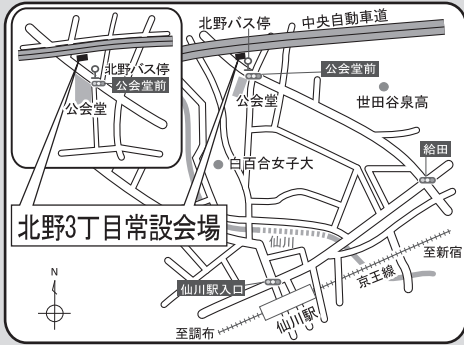 北野バス停
公会堂前
公会堂
北野バス停
中央自動車道
公会堂前
公会堂
世田谷泉高
給田
白百合女子大
北野3丁目常設会場
仙川
至新宿
京王線
仙川駅入口
仙川駅
至調布
N